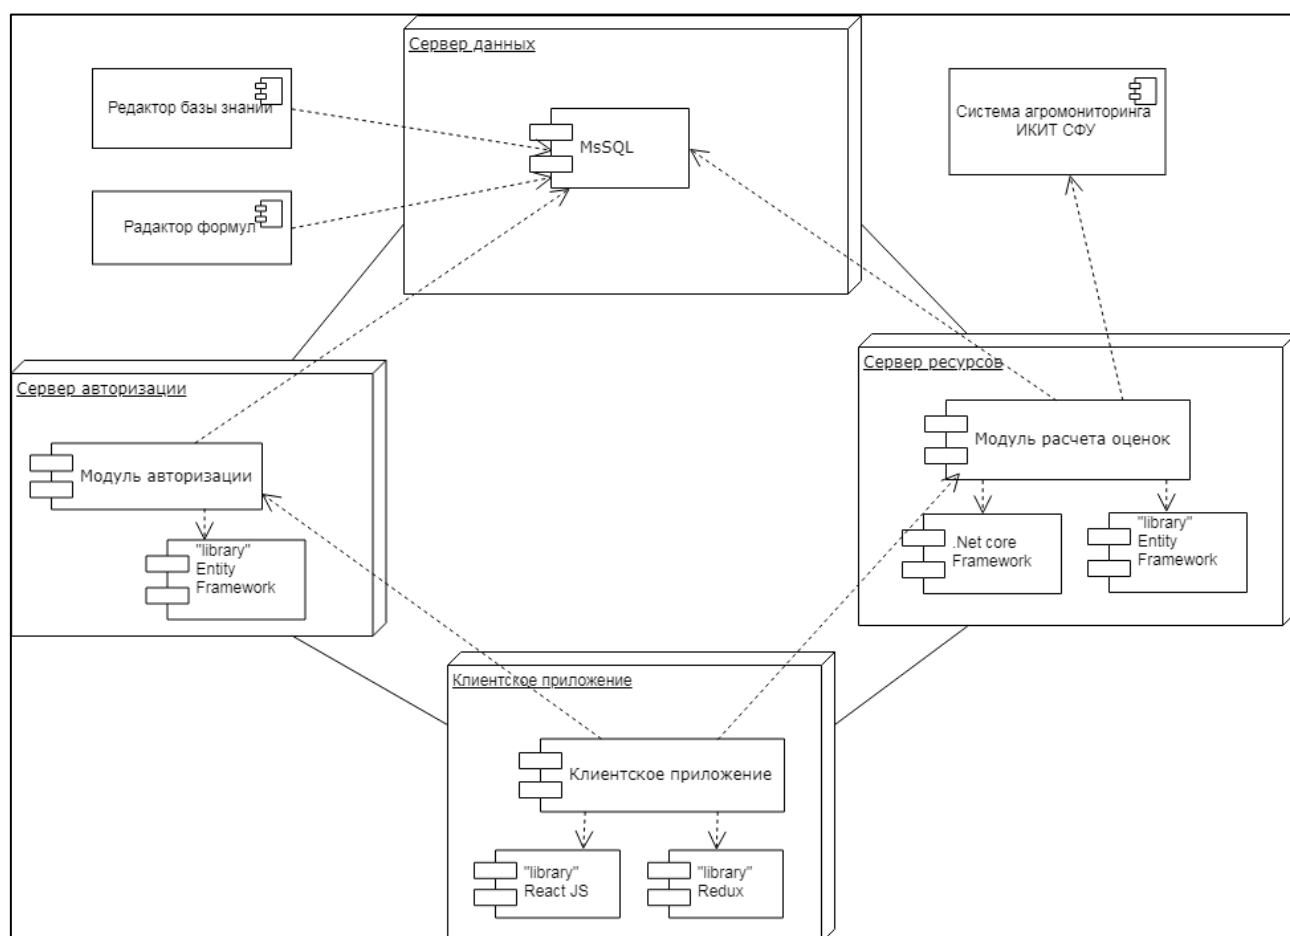 Сервер данных
Редактор базы знаний
MsSQL
Система агромониторинга
ИКИТ СФУ
Радактор формул
Сервер авторизации
Модуль авторизации
"library"
Entity
Framework
Сервер ресурсов
Модуль расчета оценок
.Net core
Framework
"library"
Entity
Framework
Клиентское приложение
Клиентское приложение
"library"
React JS
"library"
Redux